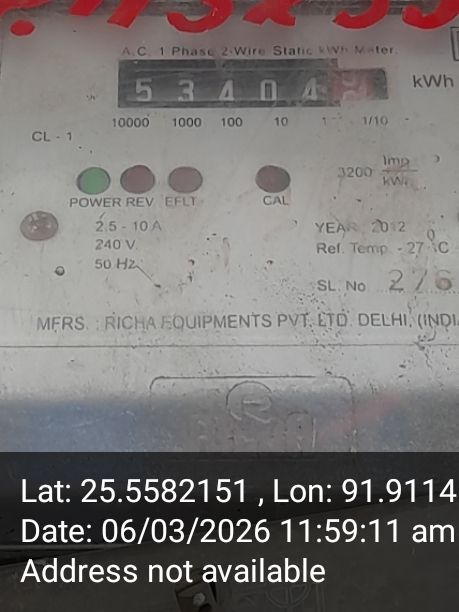 A.C. 1 Phase 2-Wire Static kWh Meter.
5 3 4 0 4
kWh
10000 1000 100 10 1 1/10
CL - 1
3200 Imp/kWh
POWER REV EFLT CAL
2.5 - 10 A
240 V.
50 Hz
YEAR 2012
Ref. Temp. - 27 °C
SL. No 276
MFRS. : RICHA EQUIPMENTS PVT. LTD. DELHI, (INDI
Lat: 25.5582151 , Lon: 91.9114
Date: 06/03/2026 11:59:11 am
Address not available